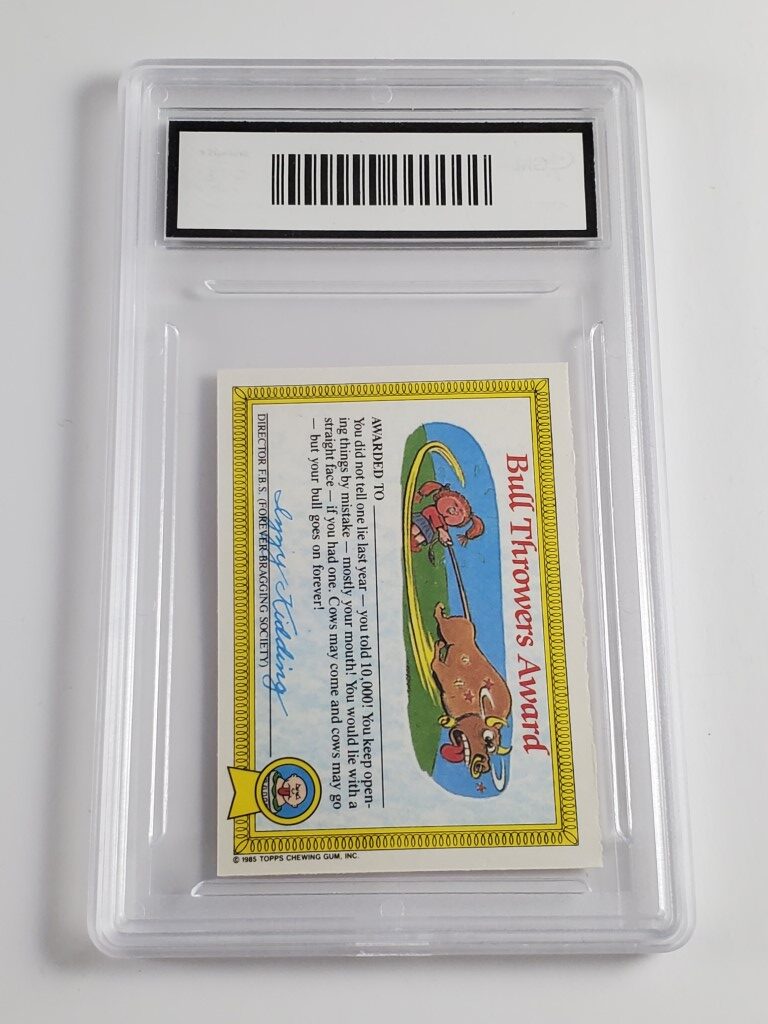 Bull Throwers Award
AWARDED TO
You did not tell one lie last year — you told 10,000! You keep open-
ing things by mistake — mostly your mouth! You would lie with a
straight face — if you had one. Cows may come and cows may go
— but your bull goes on forever!
Izzy Kidding
DIRECTOR F.B.S. (FOREVER BRAGGING SOCIETY)
© 1985 TOPPS CHEWING GUM, INC.